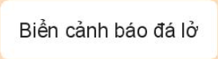 Biển cảnh báo đá lở